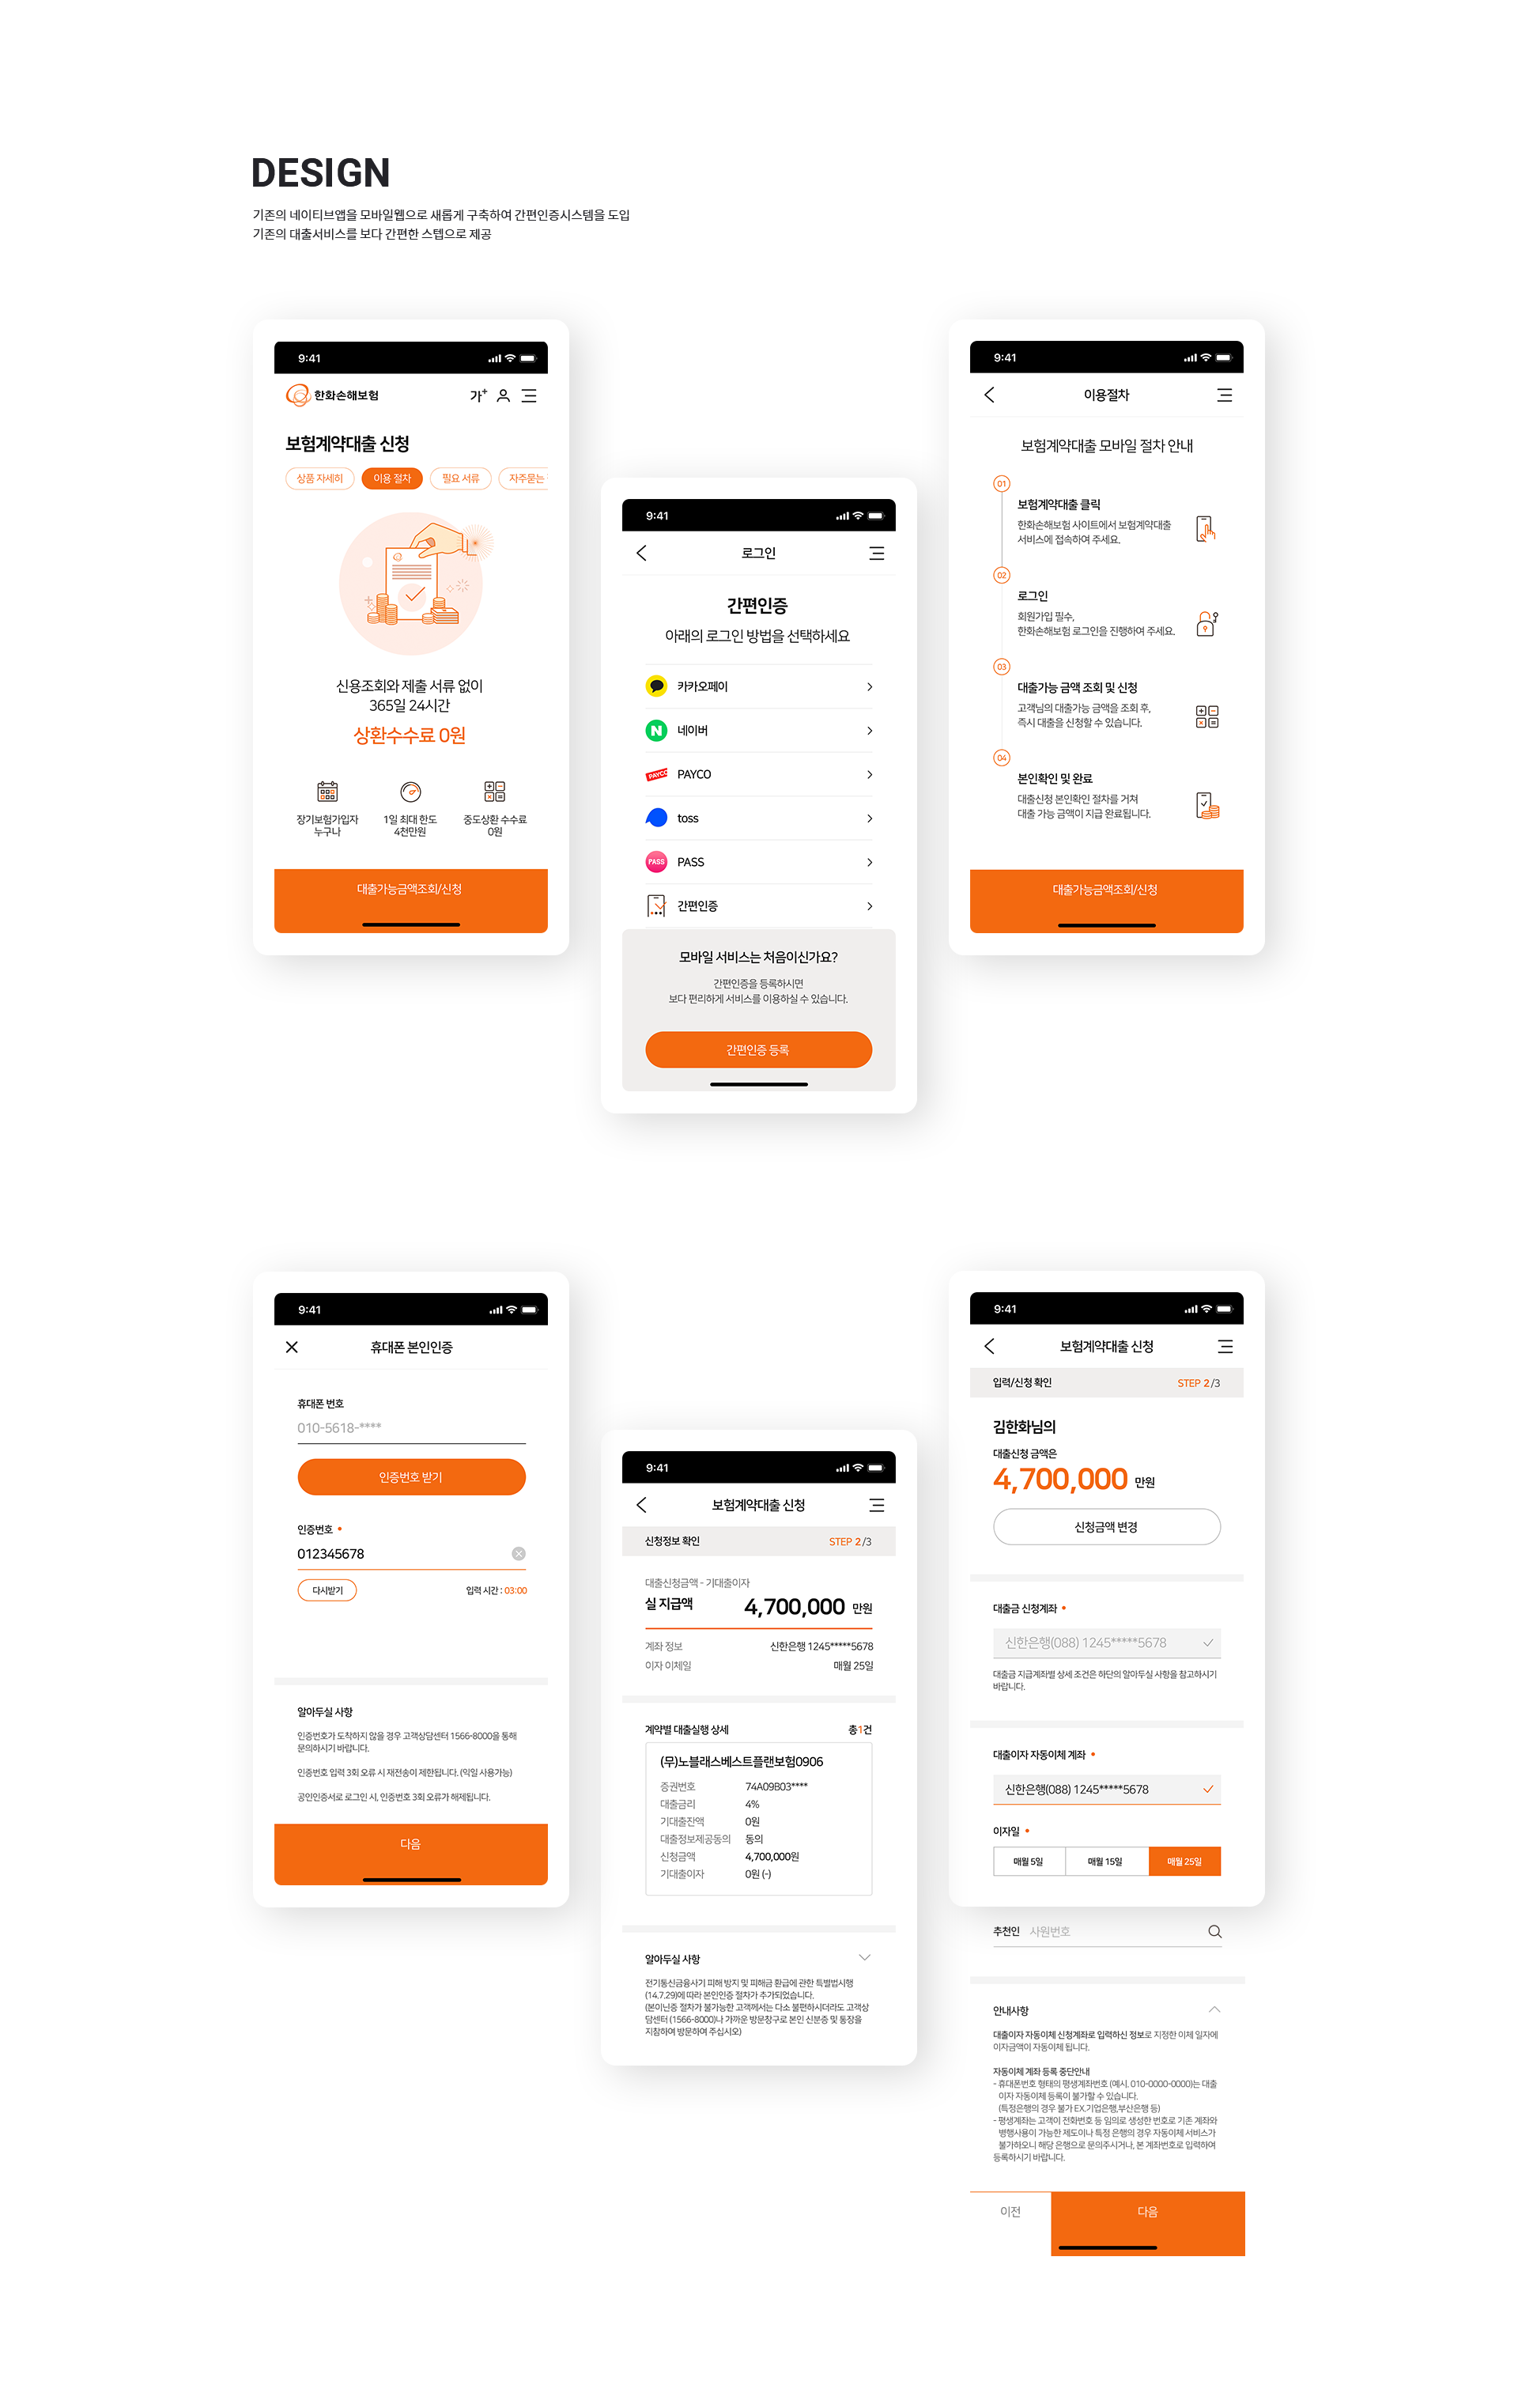 DESIGN
기존의 네이티브앱을 모바일웹으로 새롭게 구축하여 간편인증시스템을 도입
기존의 대출서비스를 보다 간편한 스텝으로 제공
9:41
한화손해보험
가+
보험계약대출 신청
상품 자세히
이용 절차
필요 서류
자주묻는
신용조회와 제출 서류 없이
365일 24시간
상환수수료 0원
장기보험가입자
누구나
1일 최대 한도
4천만원
중도상환 수수료
0원
대출가능금액조회/신청
9:41
로그인
간편인증
아래의 로그인 방법을 선택하세요
카카오페이
네이버
PAYCO
PAYCO
toss
PASS
PASS
간편인증
모바일 서비스는 처음이신가요?
간편인증을 등록하시면
보다 편리하게 서비스를 이용하실 수 있습니다.
간편인증 등록
9:41
이용절차
보험계약대출 모바일 절차 안내
01
보험계약대출 클릭
한화손해보험 사이트에서 보험계약대출
서비스에 접속하여 주세요.
02
로그인
회원가입 필수,
한화손해보험 로그인을 진행하여 주세요.
03
대출가능 금액 조회 및 신청
고객님의 대출가능 금액을 조회 후,
즉시 대출을 신청할 수 있습니다.
04
본인확인 및 완료
대출신청 본인확인 절차를 거쳐
대출 가능 금액이 지급 완료됩니다.
대출가능금액조회/신청
9:41
휴대폰 본인인증
휴대폰 번호
010-5618-****
인증번호 받기
인증번호
012345678
다시받기
입력 시간 : 03:00
알아두실 사항
인증번호가 도착하지 않을 경우 고객상담센터 1566-8000을 통해
문의하시기 바랍니다.
인증번호 입력 3회 오류 시 재전송이 제한됩니다. (익일 사용가능)
공인인증서로 로그인 시, 인증번호 3회 오류가 해제됩니다.
다음
9:41
보험계약대출 신청
신청정보 확인
STEP 2/3
대출신청금액 - 기대출이자
실 지급액
4,700,000 만원
계좌 정보
신한은행 1245*****5678
이자 이체일
매월 25일
계약별 대출실행 상세
총1건
(무)노블래스베스트플랜보험0906
증권번호
74A09B03****
대출금리
4%
기대출잔액
0원
대출정보제공동의
동의
신청금액
4,700,000원
기대출이자
0원 (-)
알아두실 사항
전기통신금융사기 피해 방지 및 피해금 환급에 관한 특별법시행
(14.7.29)에 따라 본인인증 절차가 추가되었습니다.
(본이닌증 절차가 불가능한 고객께서는 다소 불편하시더라도 고객상
담센터 (1566-8000)나 가까운 방문창구로 본인 신분증 및 통장을
지참하여 방문하여 주십시오)
9:41
보험계약대출 신청
입력/신청 확인
STEP 2/3
김한화님의
대출신청 금액은
4,700,000 만원
신청금액 변경
대출금 신청계좌
신한은행(088) 1245*****5678
대출금 지급계좌별 상세 조건은 하단의 알아두실 사항을 참고하시기
바랍니다.
대출이자 자동이체 계좌
신한은행(088) 1245*****5678
이자일
매월 5일
매월 15일
매월 25일
추천인
사원번호
안내사항
대출이자 자동이체 신청계좌로 입력하신 정보로 지정한 이체 일자에
이자금액이 자동이체 됩니다.
자동이체 계좌 등록 중단안내
- 휴대폰번호 형태의 평생계좌번호 (예시. 010-0000-0000)는 대출
이자 자동이체 등록이 불가할 수 있습니다.
(특정은행의 경우 불가 EX.기업은행,부산은행 등)
- 평생계좌는 고객이 전화번호 등 임의로 생성한 번호로 기존 계좌와
병행사용이 가능한 제도이나 특정 은행의 경우 자동이체 서비스가
불가하오니 해당 은행으로 문의주시거나, 본 계좌번호로 입력하여
등록하시기 바랍니다.
이전
다음